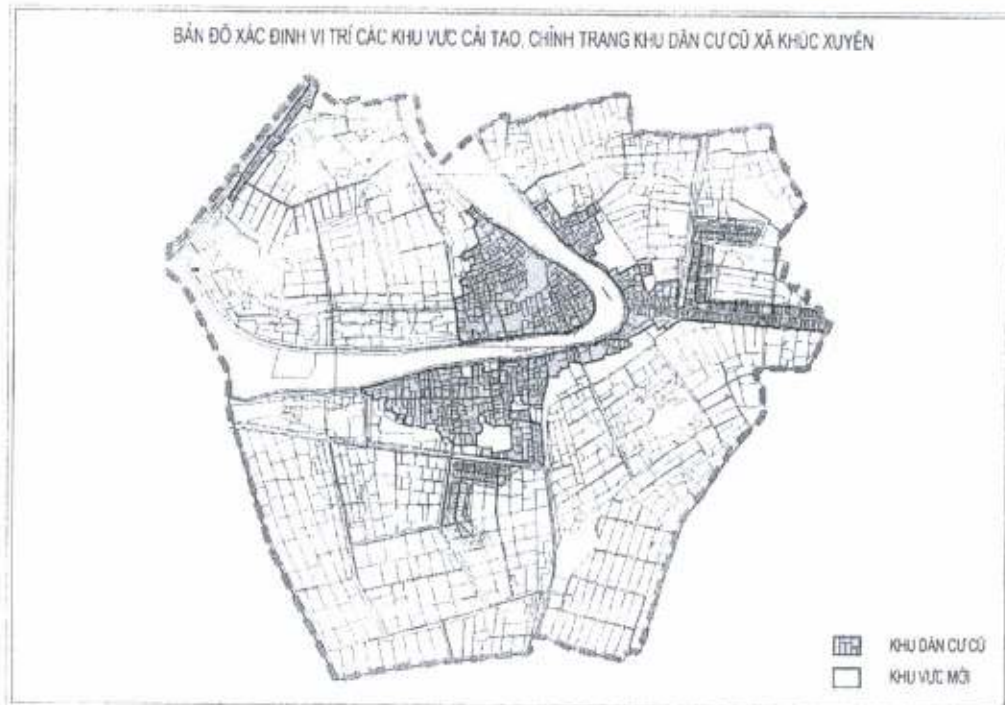 BẢN ĐỒ XÁC ĐỊNH VỊ TRÍ CÁC KHU VỰC CẢI TẠO, CHỈNH TRANG KHU DÂN CƯ CŨ XÃ KHÚC XUYÊN
KHU DÂN CƯ CŨ
KHU VỰC MỚI